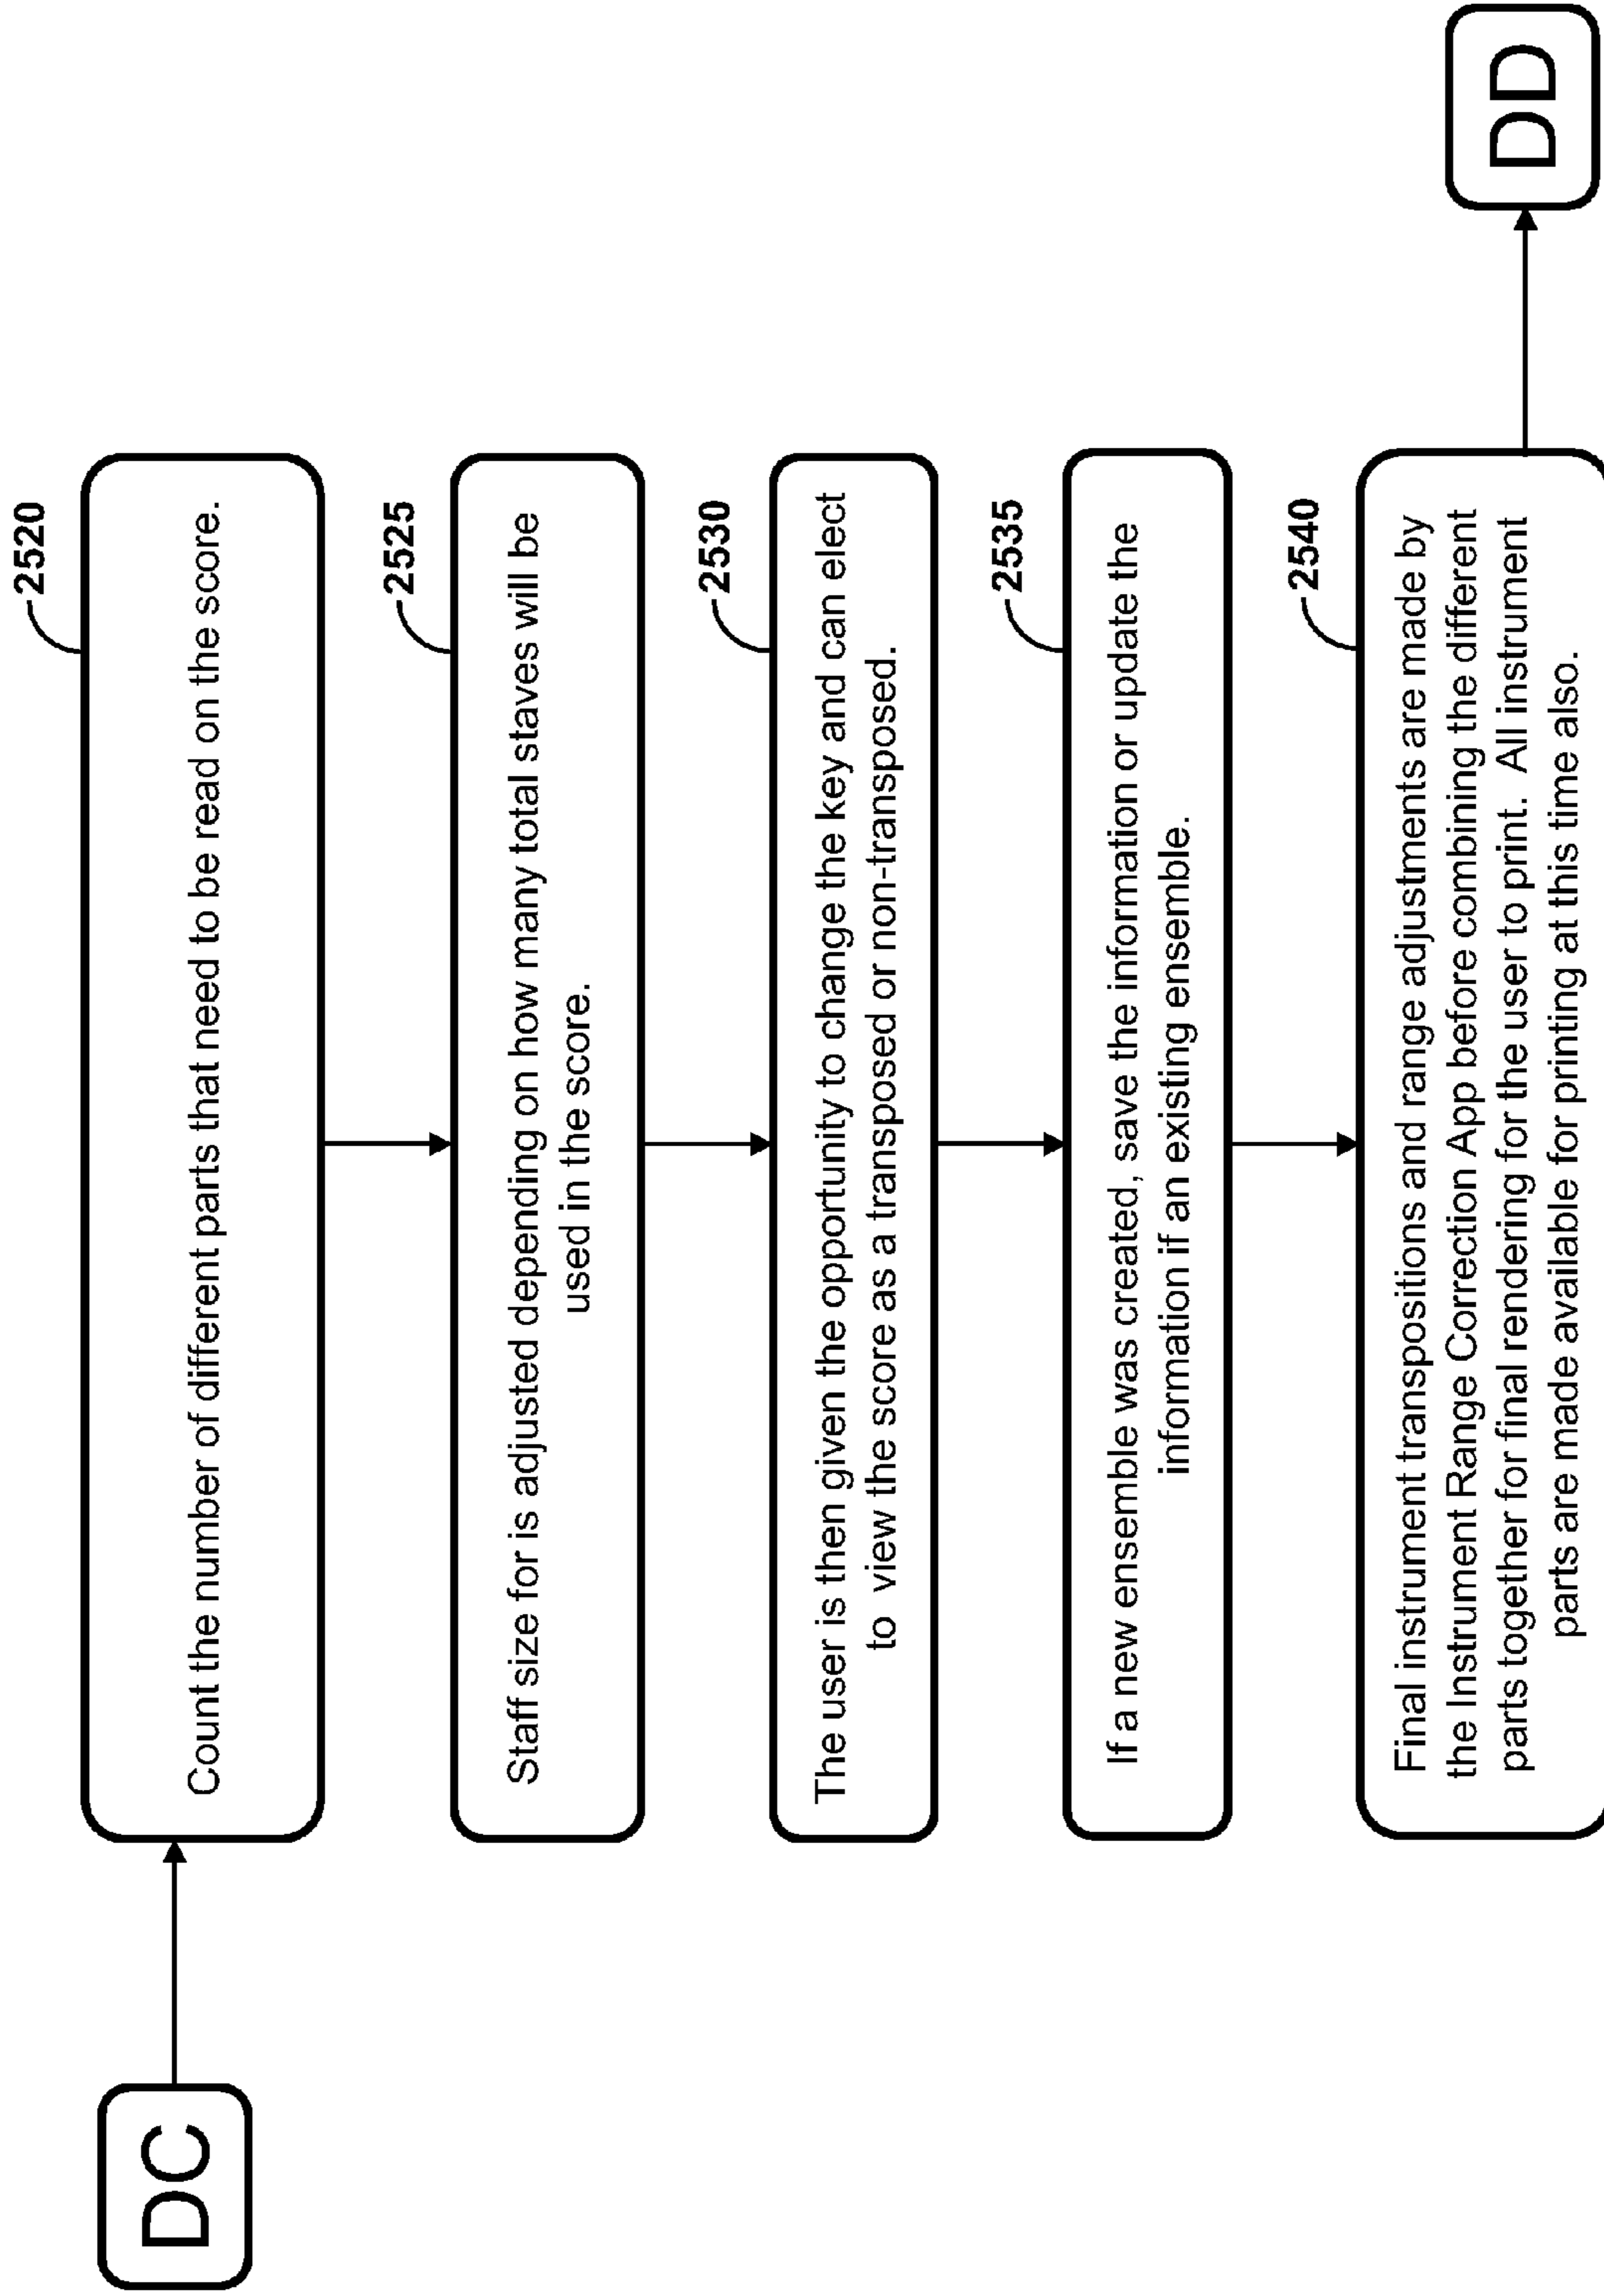 DC
2520
Count the number of different parts that need to be read on the score.
2525
Staff size for is adjusted depending on how many total staves will be
used in the score.
2530
The user is then given the opportunity to change the key and can elect
to view the score as a transposed or non-transposed.
2535
If a new ensemble was created, save the information or update the
information if an existing ensemble.
2540
Final instrument transpositions and range adjustments are made by
the Instrument Range Correction App before combining the different
parts together for final rendering for the user to print. All instrument
parts are made available for printing at this time also.
DD